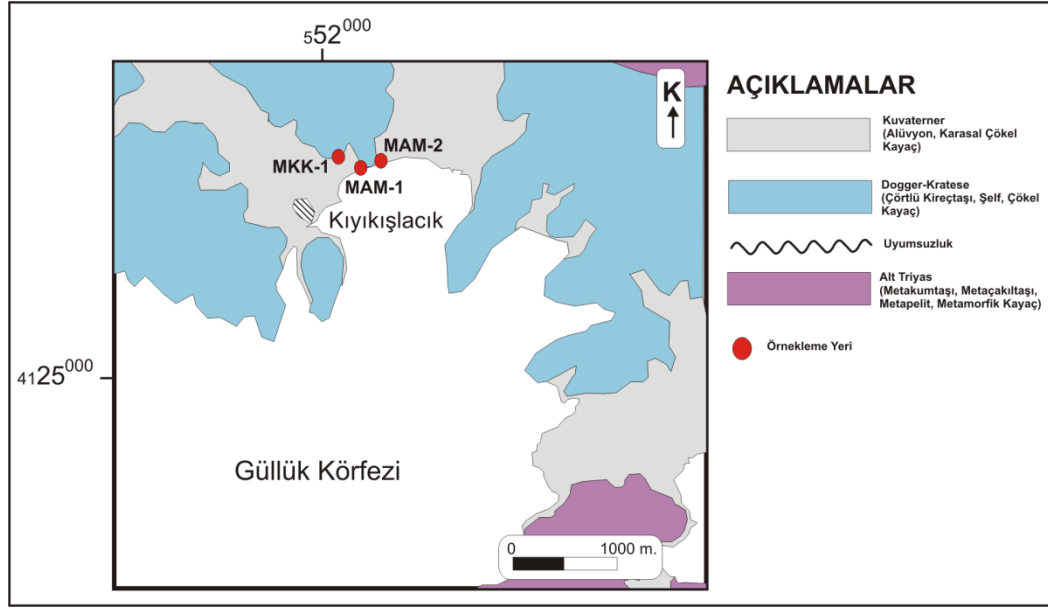 552000
K
MAM-2
MKK-1
MAM-1
Kıyıkışlacık
4125000
Güllük Körfezi
0 1000 m.
AÇIKLAMALAR
Kuvaterner
(Alüvyon, Karasal Çökel
Kayaç)
Dogger-Kratese
(Çörtlü Kireçtaşı, Şelf, Çökel
Kayaç)
Uyumsuzluk
Alt Triyas
(Metakumtaşı, Metaçakıltaşı,
Metapelit, Metamorfik Kayaç)
Örnekleme Yeri